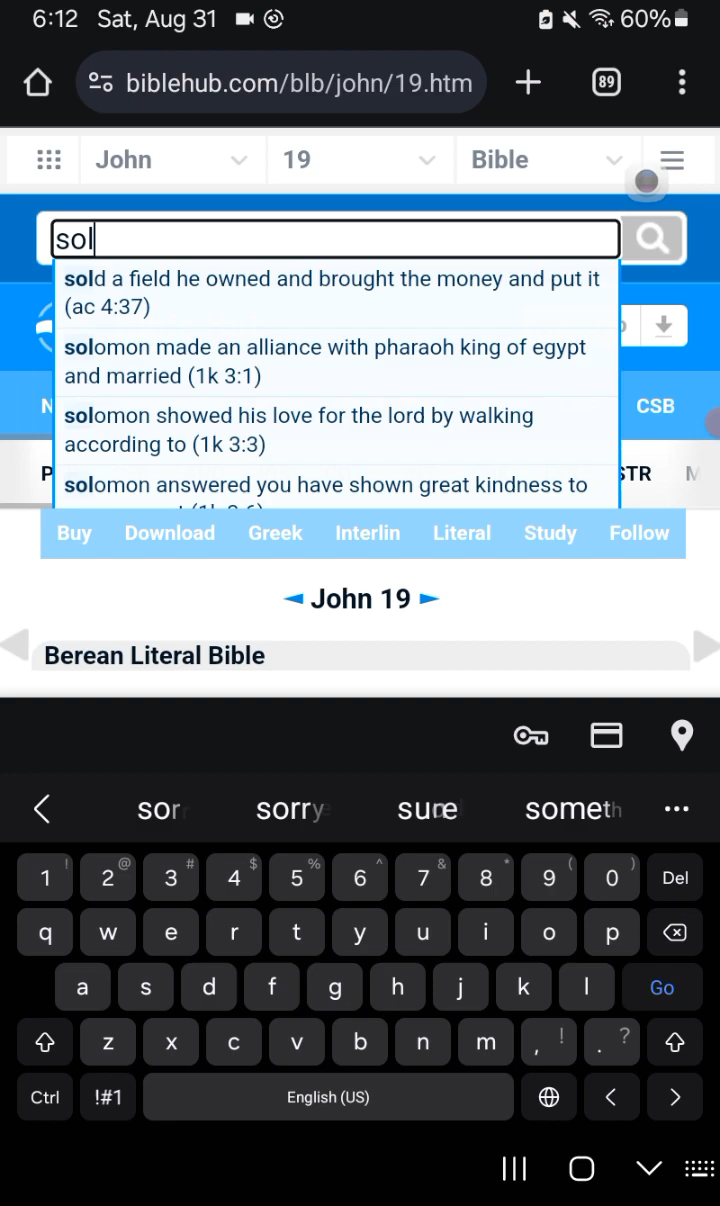 6:12 Sat, Aug 31 60%
biblehub.com/blb/john/19.htm 89
John 19 Bible
sol
sold a field he owned and brought the money and put it
(ac 4:37)
solomon made an alliance with pharaoh king of egypt
and married (1k 3:1)
solomon showed his love for the lord by walking
according to (1k 3:3)
solomon answered you have shown great kindness to
N CSB
P STR M
Buy Download Greek Interlin Literal Study Follow
◄ John 19 ►
Berean Literal Bible
sorr sorry sure someth ...
1 ! 2 @ 3 # 4 $ 5 % 6 ^ 7 & 8 * 9 ( 0 ) Del
q w e r t y u i o p
a s d f g h j k l Go
z x c v b n m , ! . ?
Ctrl !#1 English (US) < >